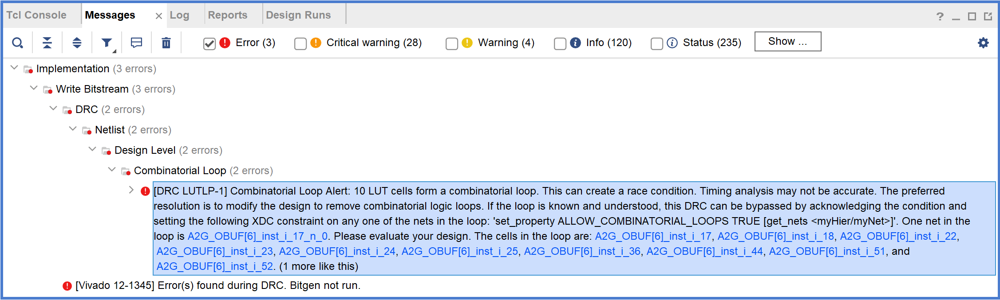 Tcl Console Messages Log Reports Design Runs
Error (3) Critical warning (28) Warning (4) Info (120) Status (235) Show ...
Implementation (3 errors)
Write Bitstream (3 errors)
DRC (2 errors)
Netlist (2 errors)
Design Level (2 errors)
Combinatorial Loop (2 errors)
[DRC LUTLP-1] Combinatorial Loop Alert: 10 LUT cells form a combinatorial loop. This can create a race condition. Timing analysis may not be accurate. The preferred
resolution is to modify the design to remove combinatorial logic loops. If the loop is known and understood, this DRC can be bypassed by acknowledging the condition and
setting the following XDC constraint on any one of the nets in the loop: 'set_property ALLOW_COMBINATORIAL_LOOPS TRUE [get_nets <myHier/myNet>]'. One net in the
loop is A2G_OBUF[6]_inst_i_17_n_0. Please evaluate your design. The cells in the loop are: A2G_OBUF[6]_inst_i_17, A2G_OBUF[6]_inst_i_18, A2G_OBUF[6]_inst_i_22,
A2G_OBUF[6]_inst_i_23, A2G_OBUF[6]_inst_i_24, A2G_OBUF[6]_inst_i_25, A2G_OBUF[6]_inst_i_36, A2G_OBUF[6]_inst_i_44, A2G_OBUF[6]_inst_i_51, and
A2G_OBUF[6]_inst_i_52. (1 more like this)
[Vivado 12-1345] Error(s) found during DRC. Bitgen not run.